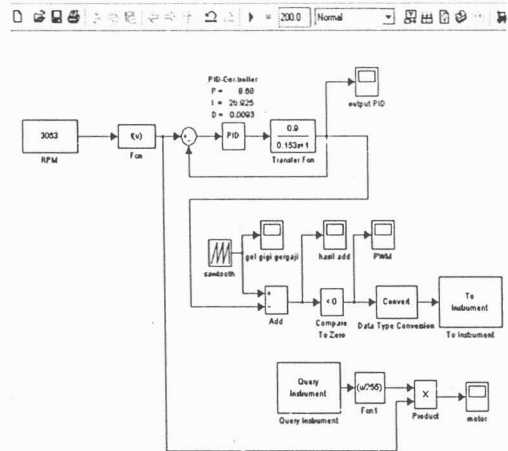 200.0
Normal
PID-Controller
P = 8.68
I = 26.925
D = 0.0093
output PID
3063
RPM
f(u)
Fcn
PID
0.9
0.153s+1
Transfer Fcn
sawtooth
gel gigi gergaji
hasil add
PWM
+
-
Add
< 0
Compare
To Zero
Convert
Data Type Conversion
To
Instrument
To Instrument
Query
Instrument
Query Instrument
(u/255)
Fcn1
X
Product
motor